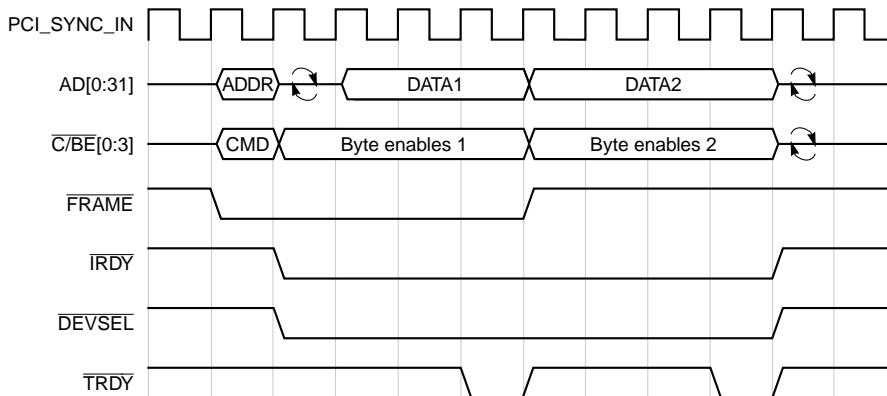 PCI_SYNC_IN
AD[0:31] ADDR DATA1 DATA2
C/BE[0:3] CMD Byte enables 1 Byte enables 2
FRAME
IRDY
DEVSEL
TRDY